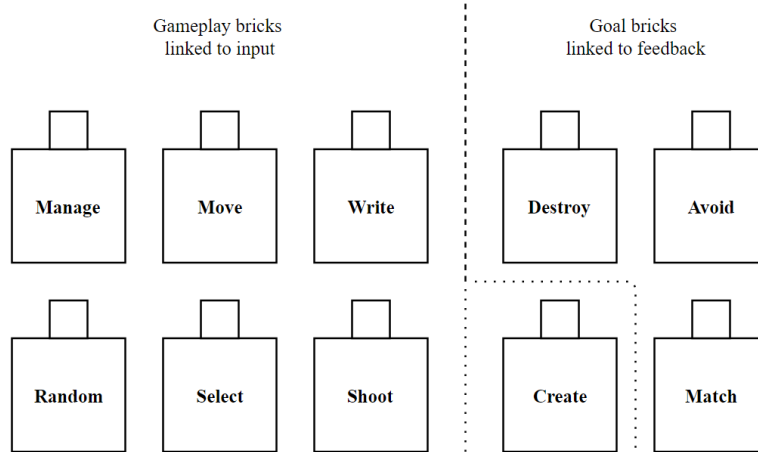 Gameplay bricks
linked to input
Goal bricks
linked to feedback
Manage
Move
Write
Destroy
Avoid
Random
Select
Shoot
Create
Match